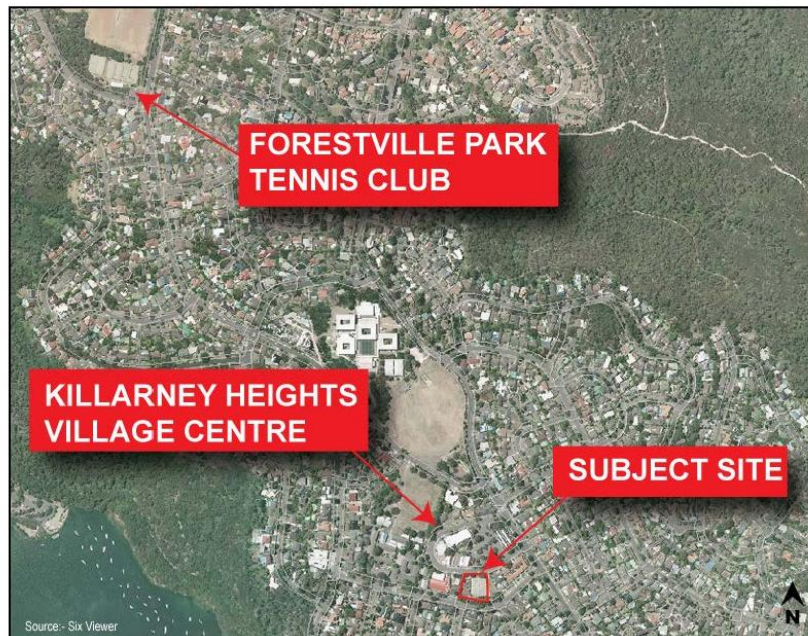 FORESTVILLE PARK
TENNIS CLUB
KILLARNEY HEIGHTS
VILLAGE CENTRE
SUBJECT SITE
N
Source:- Six Viewer